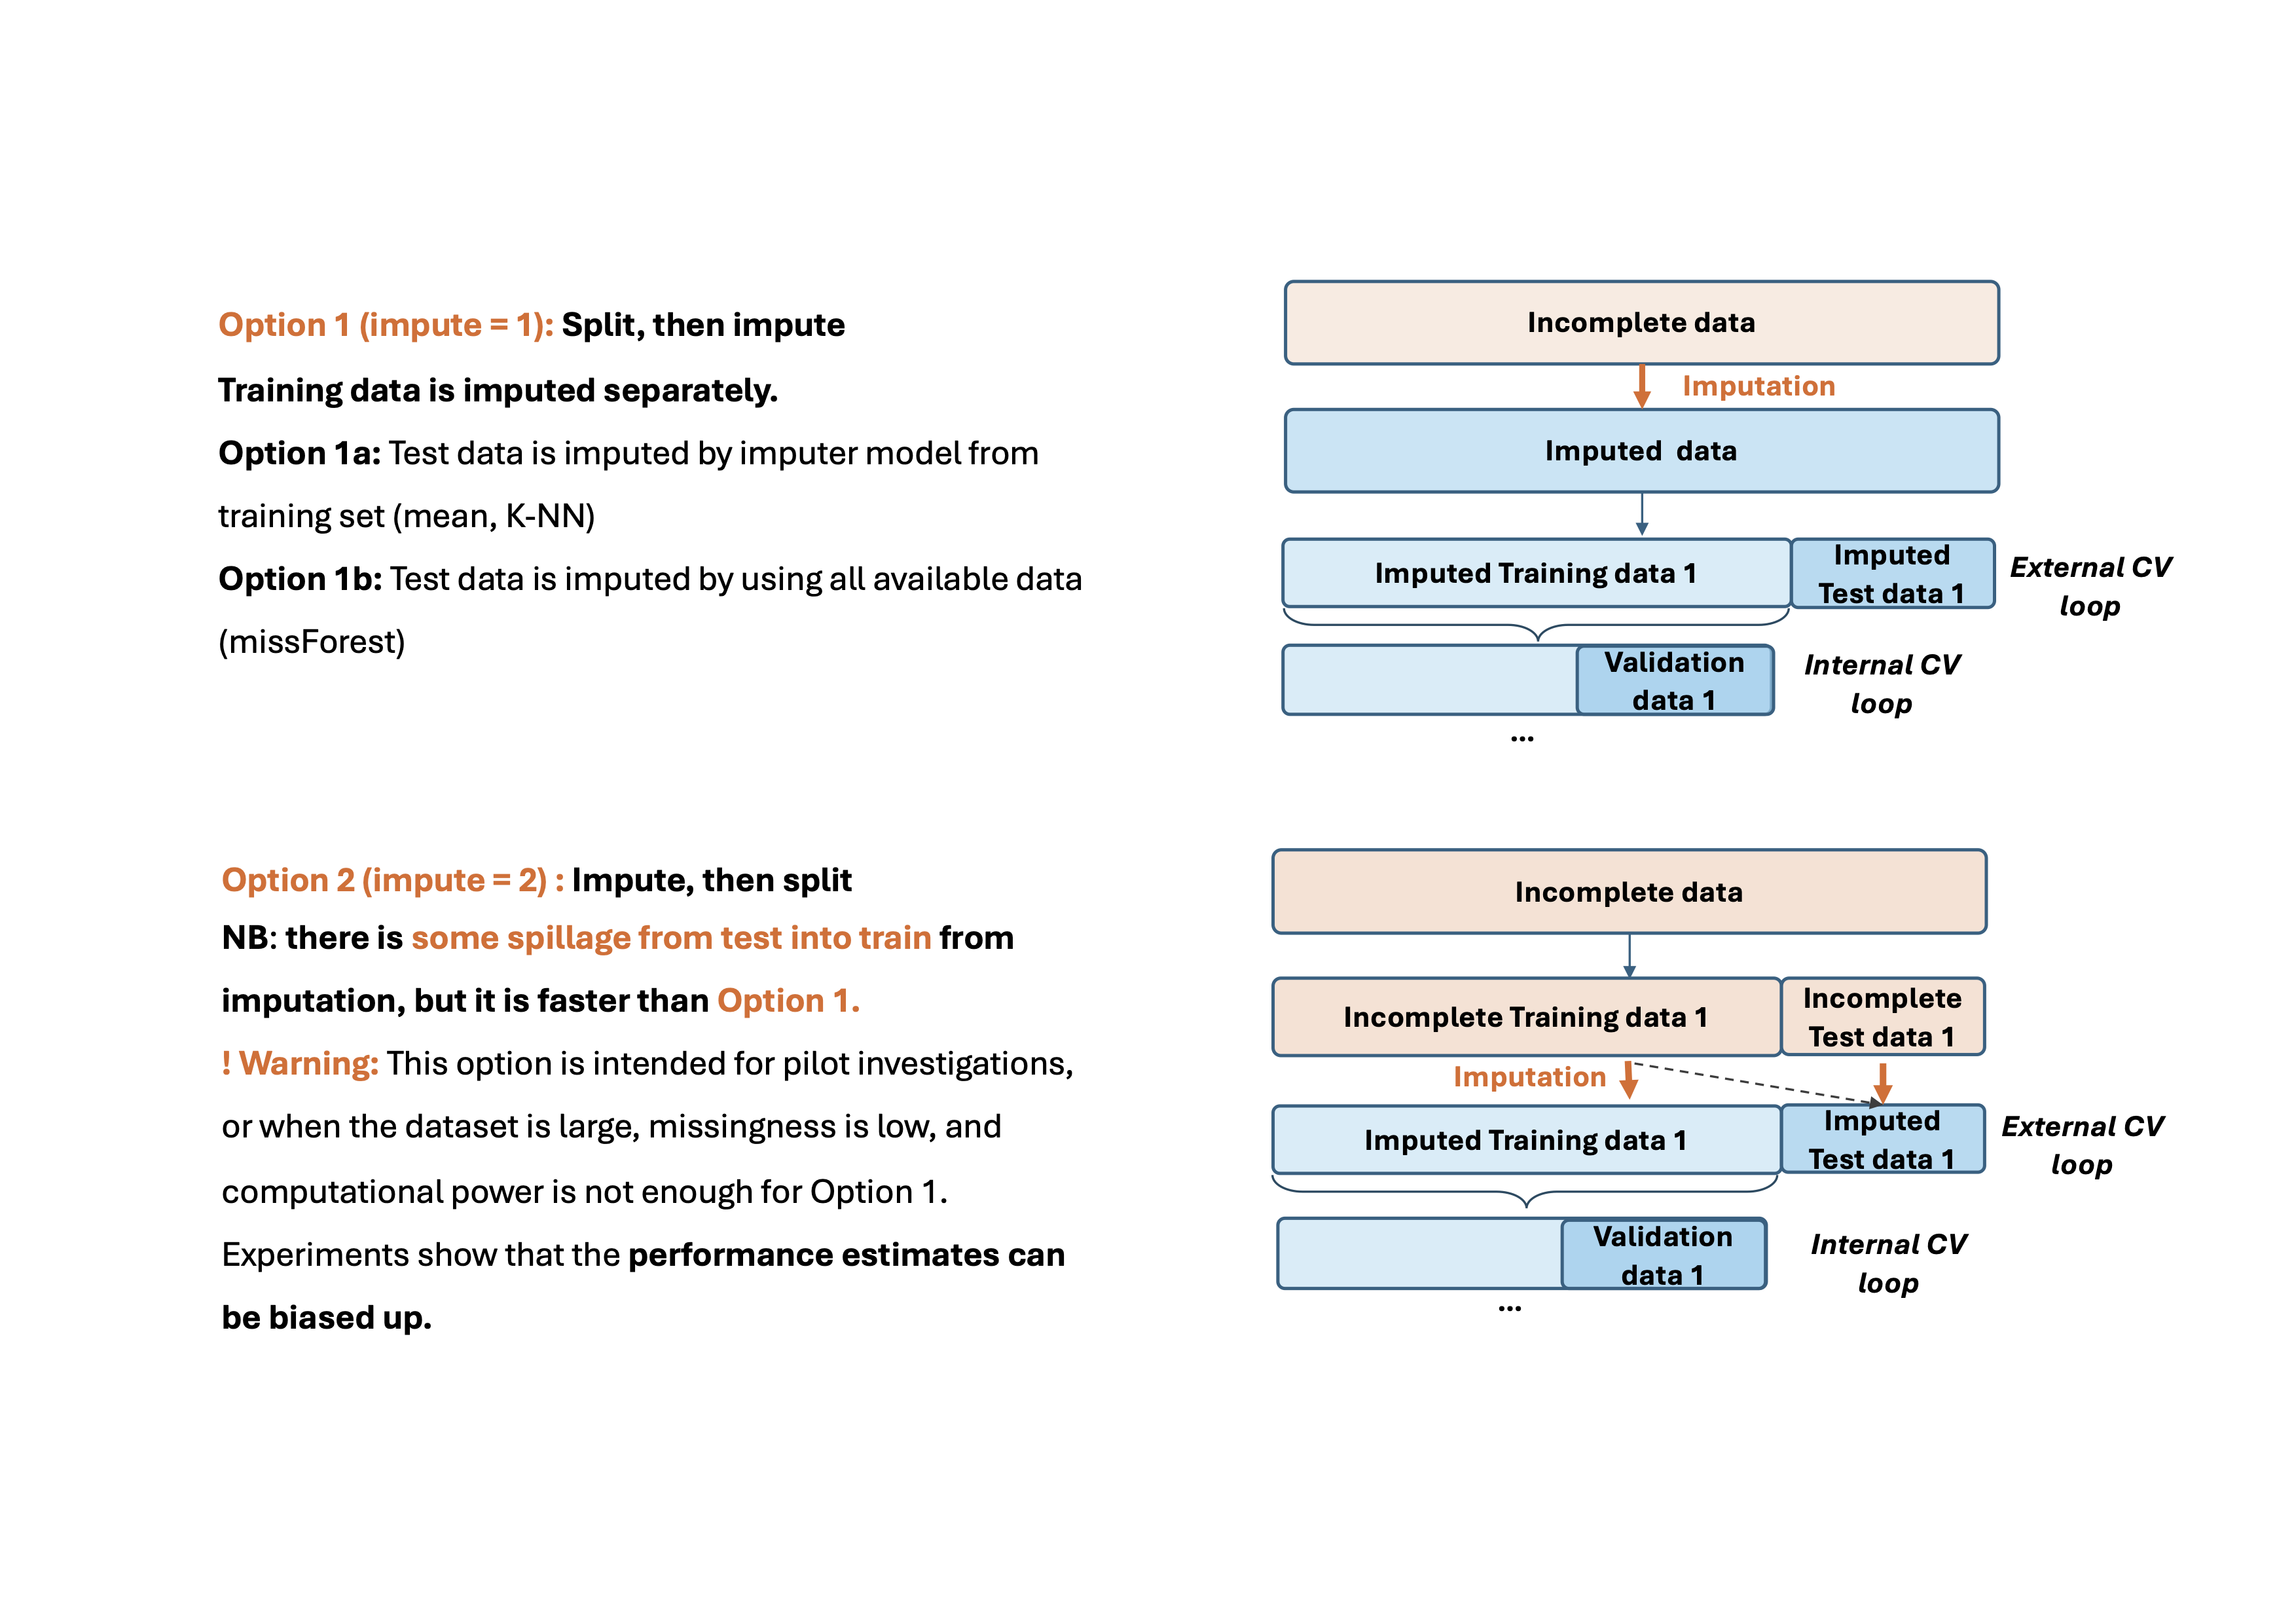 Option 1 (impute = 1): Split, then impute
Training data is imputed separately.
Option 1a: Test data is imputed by imputer model from
training set (mean, K-NN)
Option 1b: Test data is imputed by using all available data
(missForest)
Incomplete data
Imputation
Imputed data
Imputed Training data 1
Imputed
Test data 1
External CV
loop
Validation
data 1
Internal CV
loop
...
Option 2 (impute = 2) : Impute, then split
NB: there is some spillage from test into train from
imputation, but it is faster than Option 1.
! Warning: This option is intended for pilot investigations,
or when the dataset is large, missingness is low, and
computational power is not enough for Option 1.
Experiments show that the performance estimates can
be biased up.
Incomplete data
Incomplete Training data 1
Incomplete
Test data 1
Imputation
Imputed Training data 1
Imputed
Test data 1
External CV
loop
Validation
data 1
Internal CV
loop
...